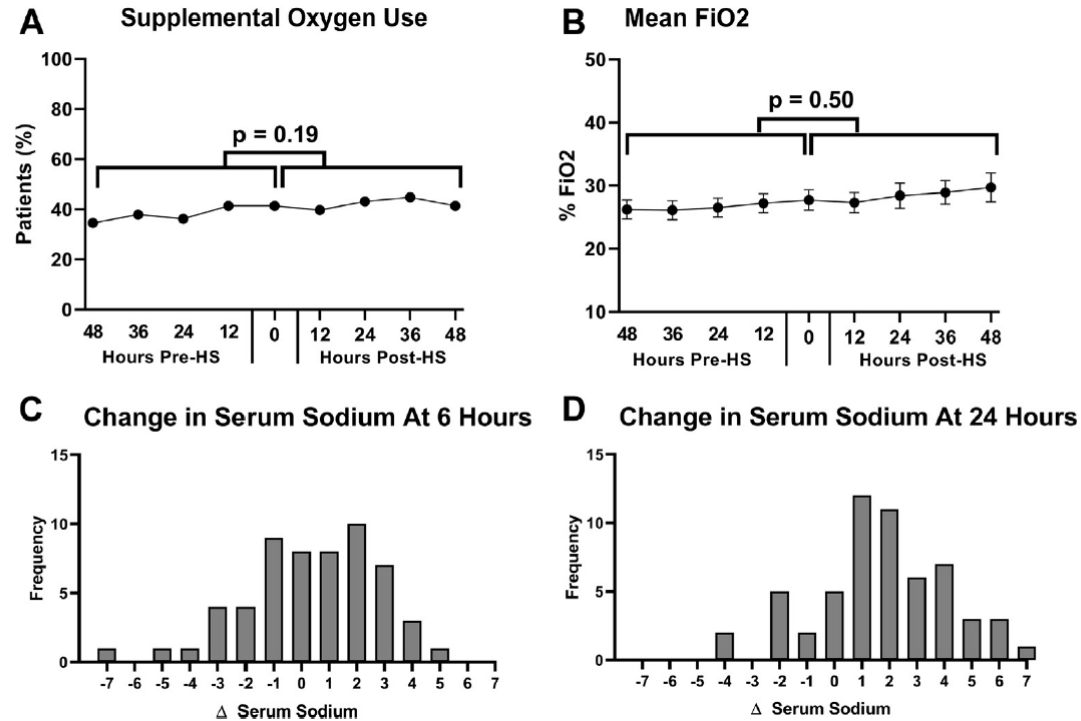 A Supplemental Oxygen Use
100
80
60
40
20
0
Patients (%)
p = 0.19
48 36 24 12 0 12 24 36 48
Hours Pre-HS Hours Post-HS
B Mean FiO2
50
40
30
20
10
% FiO2
p = 0.50
48 36 24 12 0 12 24 36 48
Hours Pre-HS Hours Post-HS
C Change in Serum Sodium At 6 Hours
15
10
5
0
Frequency
-7 -6 -5 -4 -3 -2 -1 0 1 2 3 4 5 6 7
Δ Serum Sodium
D Change in Serum Sodium At 24 Hours
15
10
5
0
Frequency
-7 -6 -5 -4 -3 -2 -1 0 1 2 3 4 5 6 7
Δ Serum Sodium